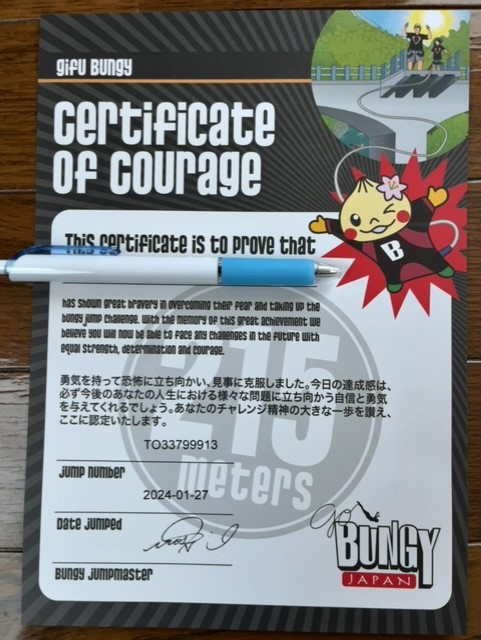 GIFU BUNGY
Certificate
of Courage
This certificate is to prove that
has shown great bravery in overcoming their fear and taking up the
bungy jump challenge. With the memory of this great achievement we
believe you will now be able to face any challenges in the future with
equal strength, determination and courage.
215
meters
勇気を持って恐怖に立ち向かい、見事に克服しました。今日の達成感は、
必ず今後のあなたの人生における様々な問題に立ち向かう自信と勇気
を与えてくれるでしょう。あなたのチャレンジ精神の大きな一歩を讃え、
ここに認定いたします。
TO33799913
Jump Number
2024-01-27
Date Jumped
Bungy Jumpmaster
B
go
BUNGY
JAPAN